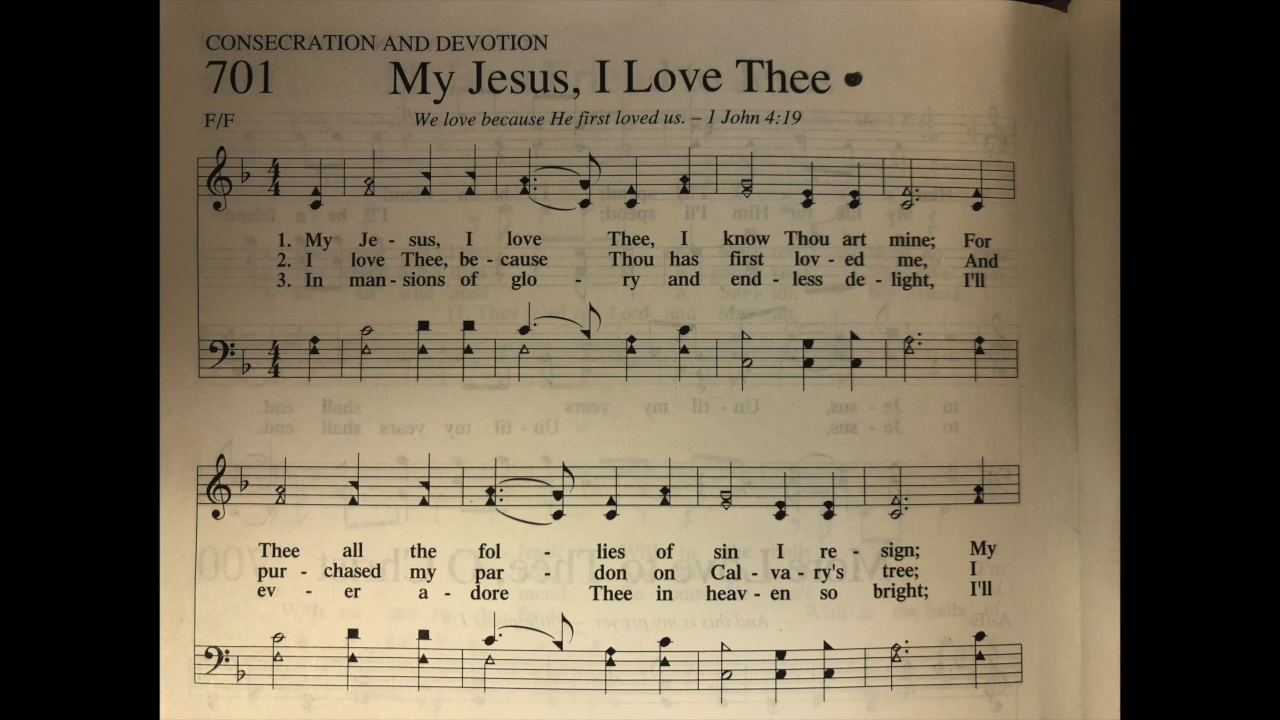 CONSECRATION AND DEVOTION
701 My Jesus, I Love Thee
F/F We love because He first loved us. – 1 John 4:19
1. My Je - sus, I love Thee, I know Thou art mine; For
2. I love Thee, be - cause Thou has first lov - ed me, And
3. In man - sions of glo - ry and end - less de - light, I'll
Thee all the fol - lies of sin I re - sign; My
pur - chased my par - don on Cal - va - ry's tree; I
ev - er a - dore Thee in heav - en so bright; I'll